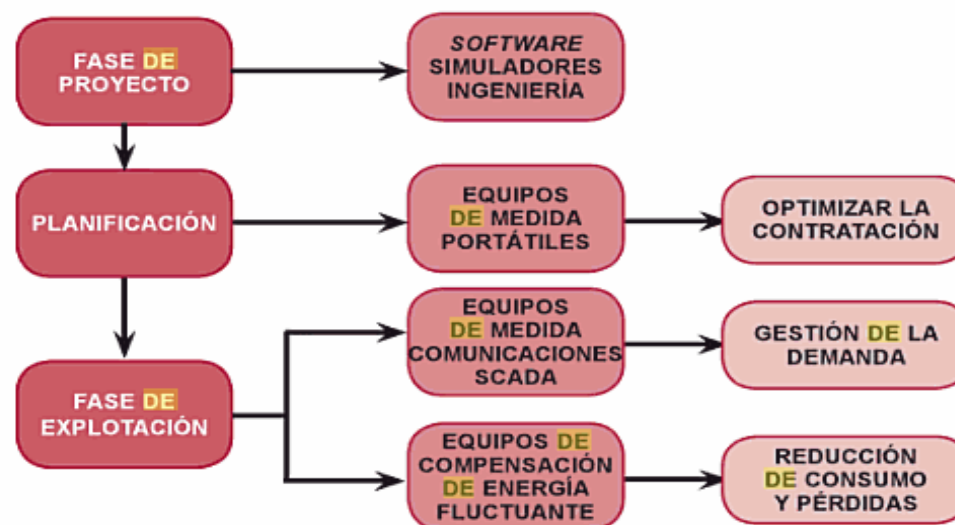 FASE DE
PROYECTO
SOFTWARE
SIMULADORES
INGENIERÍA
PLANIFICACIÓN
EQUIPOS
DE MEDIDA
PORTÁTILES
OPTIMIZAR LA
CONTRATACIÓN
FASE DE
EXPLOTACIÓN
EQUIPOS
DE MEDIDA
COMUNICACIONES
SCADA
GESTIÓN DE LA
DEMANDA
EQUIPOS DE
COMPENSACIÓN
DE ENERGÍA
FLUCTUANTE
REDUCCIÓN
DE CONSUMO
Y PÉRDIDAS